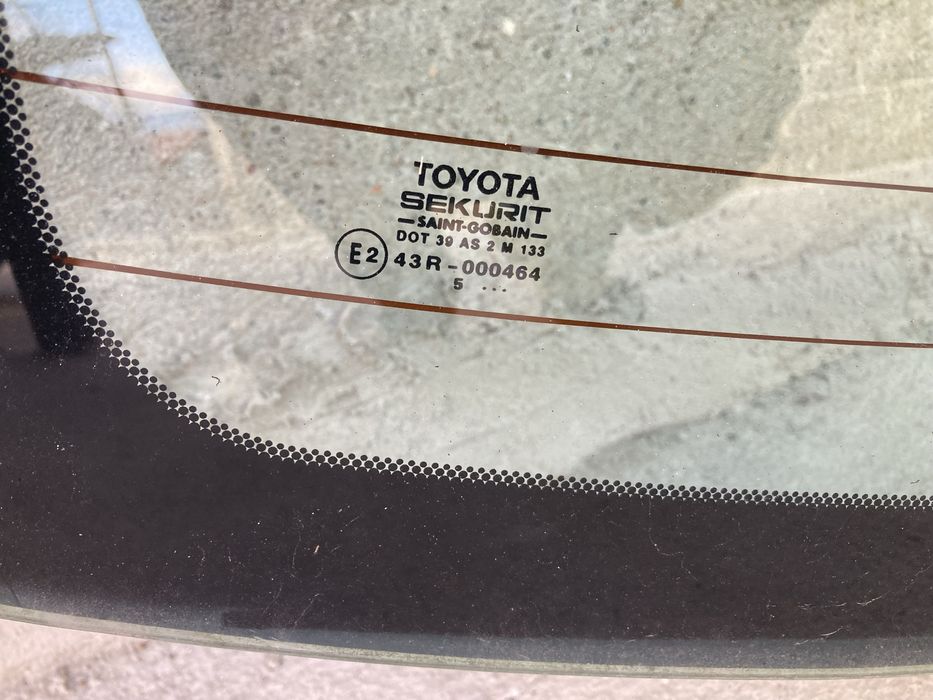 TOYOTA
SEKURIT
SAINT-GOBAIN
DOT 39 AS 2 M 133
E2 43R-000464
5 ...